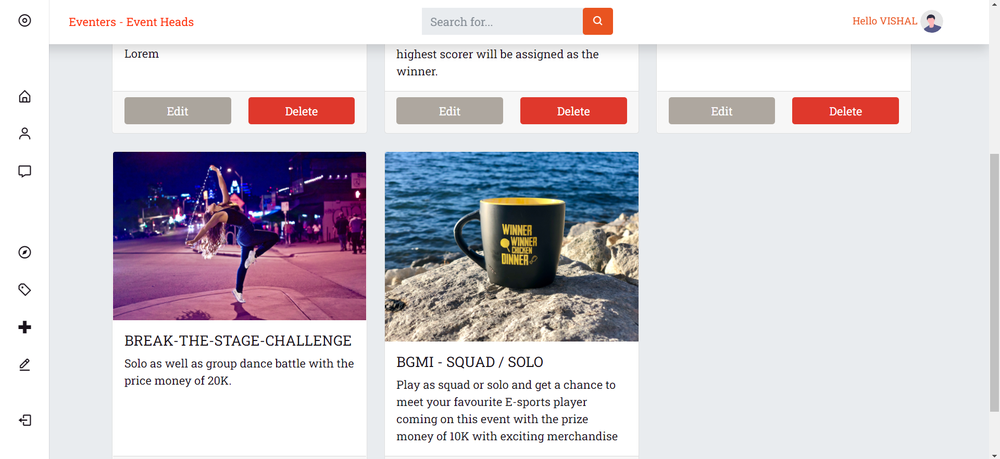 Eventers - Event Heads
Search for...
Hello VISHAL
Lorem
highest scorer will be assigned as the
winner.
Edit
Delete
Edit
Delete
Edit
Delete
WINNER
WINNER
CHICKEN
DINNER
BREAK-THE-STAGE-CHALLENGE
Solo as well as group dance battle with the
price money of 20K.
BGMI - SQUAD / SOLO
Play as squad or solo and get a chance to
meet your favourite E-sports player
coming on this event with the prize
money of 10K with exciting merchandise